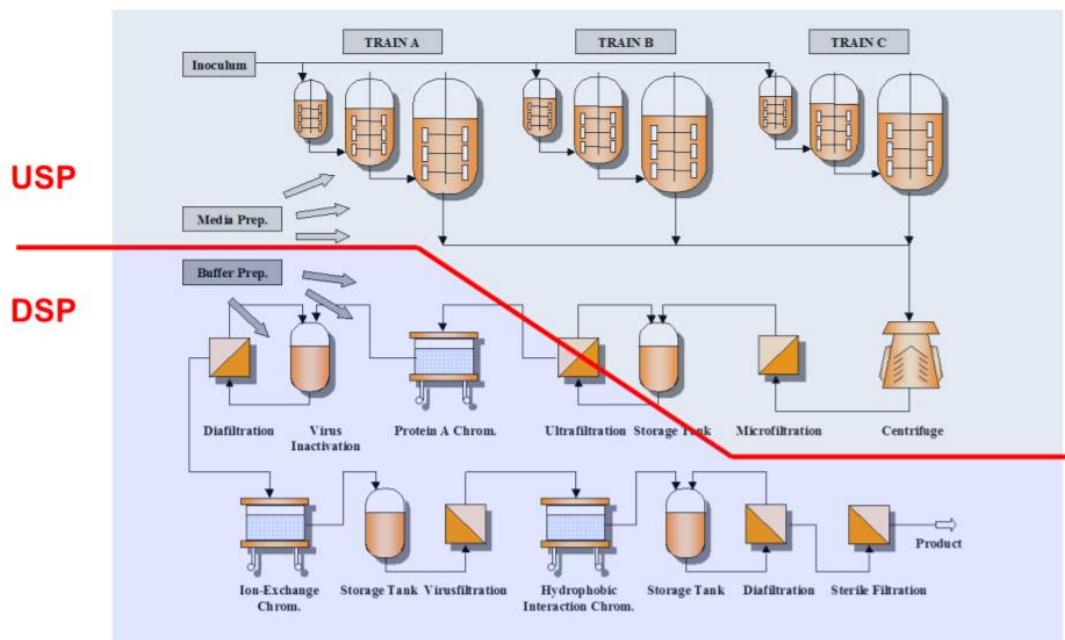 TRAIN A
TRAIN B
TRAIN C
Inoculum
USP
Media Prep.
Buffer Prep.
DSP
Diafiltration
Virus
Inactivation
Protein A Chrom.
Ultrafiltration
Storage Tank
Microfiltration
Centrifuge
Product
Ion-Exchange
Chrom.
Storage Tank
Virusfiltration
Hydrophobic
Interaction Chrom.
Storage Tank
Diafiltration
Sterile Filtration